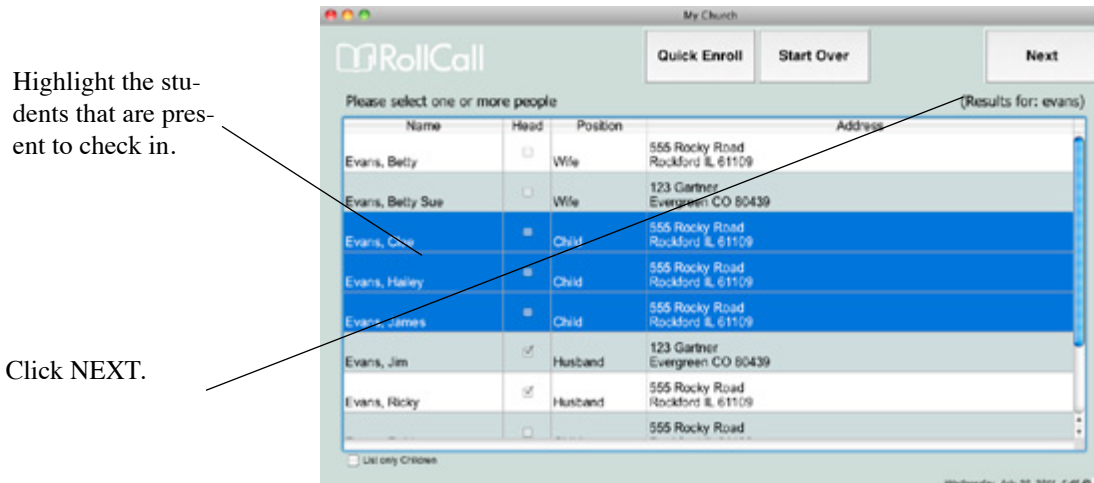 My Church
RollCall
Quick Enroll
Start Over
Next
Highlight the stu-
dents that are pres-
ent to check in.
Please select one or more people
(Results for: evans)
Name Head Position Address
Evans, Betty Wife 555 Rocky Road
Rockford IL 61109
Evans, Betty Sue Wife 123 Gartner
Evergreen CO 80439
Evans, Cloe Child 555 Rocky Road
Rockford IL 61109
Evans, Hailey Child 555 Rocky Road
Rockford IL 61109
Evans, James Child 555 Rocky Road
Rockford IL 61109
Evans, Jim Husband 123 Gartner
Evergreen CO 80439
Evans, Ricky Husband 555 Rocky Road
Rockford IL 61109
555 Rocky Road
Click NEXT.
List only Children